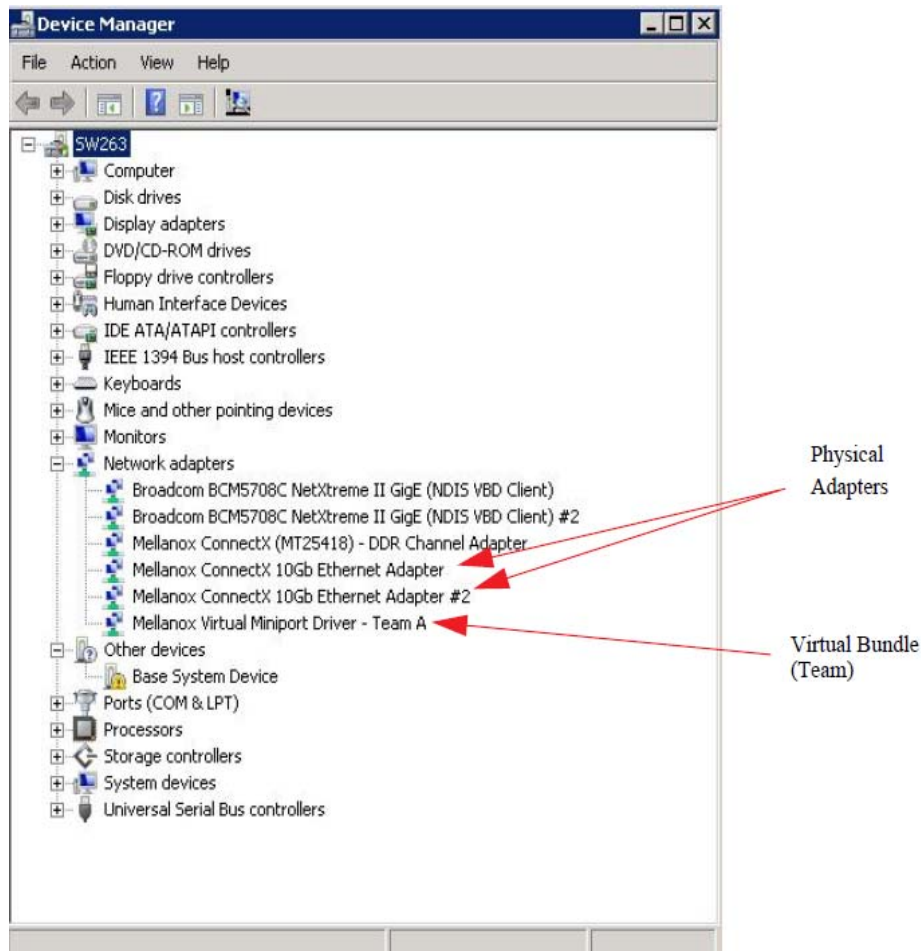 Device Manager
File Action View Help
SW263
Computer
Disk drives
Display adapters
DVD/CD-ROM drives
Floppy drive controllers
Human Interface Devices
IDE ATA/ATAPI controllers
IEEE 1394 Bus host controllers
Keyboards
Mice and other pointing devices
Monitors
Network adapters
Broadcom BCM5708C NetXtreme II GigE (NDIS VBD Client)
Broadcom BCM5708C NetXtreme II GigE (NDIS VBD Client) #2
Mellanox ConnectX (MT25418) - DDR Channel Adapter
Mellanox ConnectX 10Gb Ethernet Adapter
Mellanox ConnectX 10Gb Ethernet Adapter #2
Mellanox Virtual Miniport Driver - Team A
Other devices
Base System Device
Ports (COM & LPT)
Processors
Storage controllers
System devices
Universal Serial Bus controllers
Physical
Adapters
Virtual Bundle
(Team)